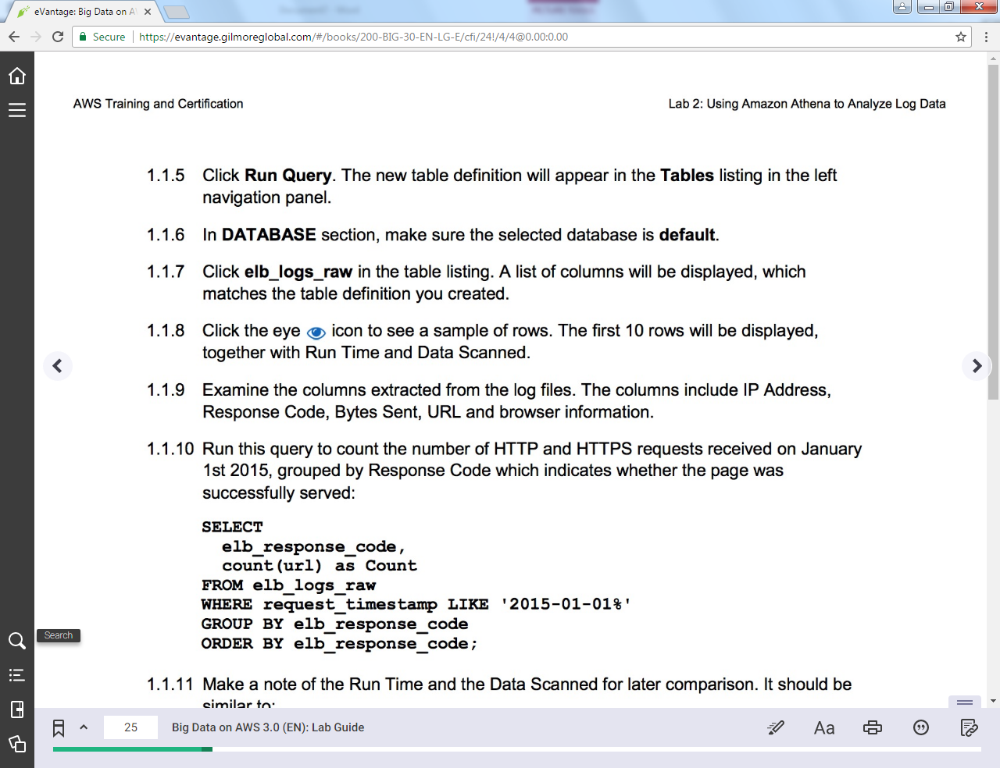 eVantage: Big Data on A
Secure
https://evantage.gilmoreglobal.com/#/books/200-BIG-30-EN-LG-E/cfi/24!/4/4@0.00:0.00
AWS Training and Certification
Lab 2: Using Amazon Athena to Analyze Log Data
1.1.5 Click Run Query. The new table definition will appear in the Tables listing in the left
navigation panel.
1.1.6 In DATABASE section, make sure the selected database is default.
1.1.7 Click elb_logs_raw in the table listing. A list of columns will be displayed, which
matches the table definition you created.
1.1.8 Click the eye icon to see a sample of rows. The first 10 rows will be displayed,
together with Run Time and Data Scanned.
1.1.9 Examine the columns extracted from the log files. The columns include IP Address,
Response Code, Bytes Sent, URL and browser information.
1.1.10 Run this query to count the number of HTTP and HTTPS requests received on January
1st 2015, grouped by Response Code which indicates whether the page was
successfully served:
SELECT
elb_response_code,
count(url) as Count
FROM elb_logs_raw
WHERE request_timestamp LIKE '2015-01-01%'
GROUP BY elb_response_code
ORDER BY elb_response_code;
Search
1.1.11 Make a note of the Run Time and the Data Scanned for later comparison. It should be
similar to:
25
Big Data on AWS 3.0 (EN): Lab Guide
Aa